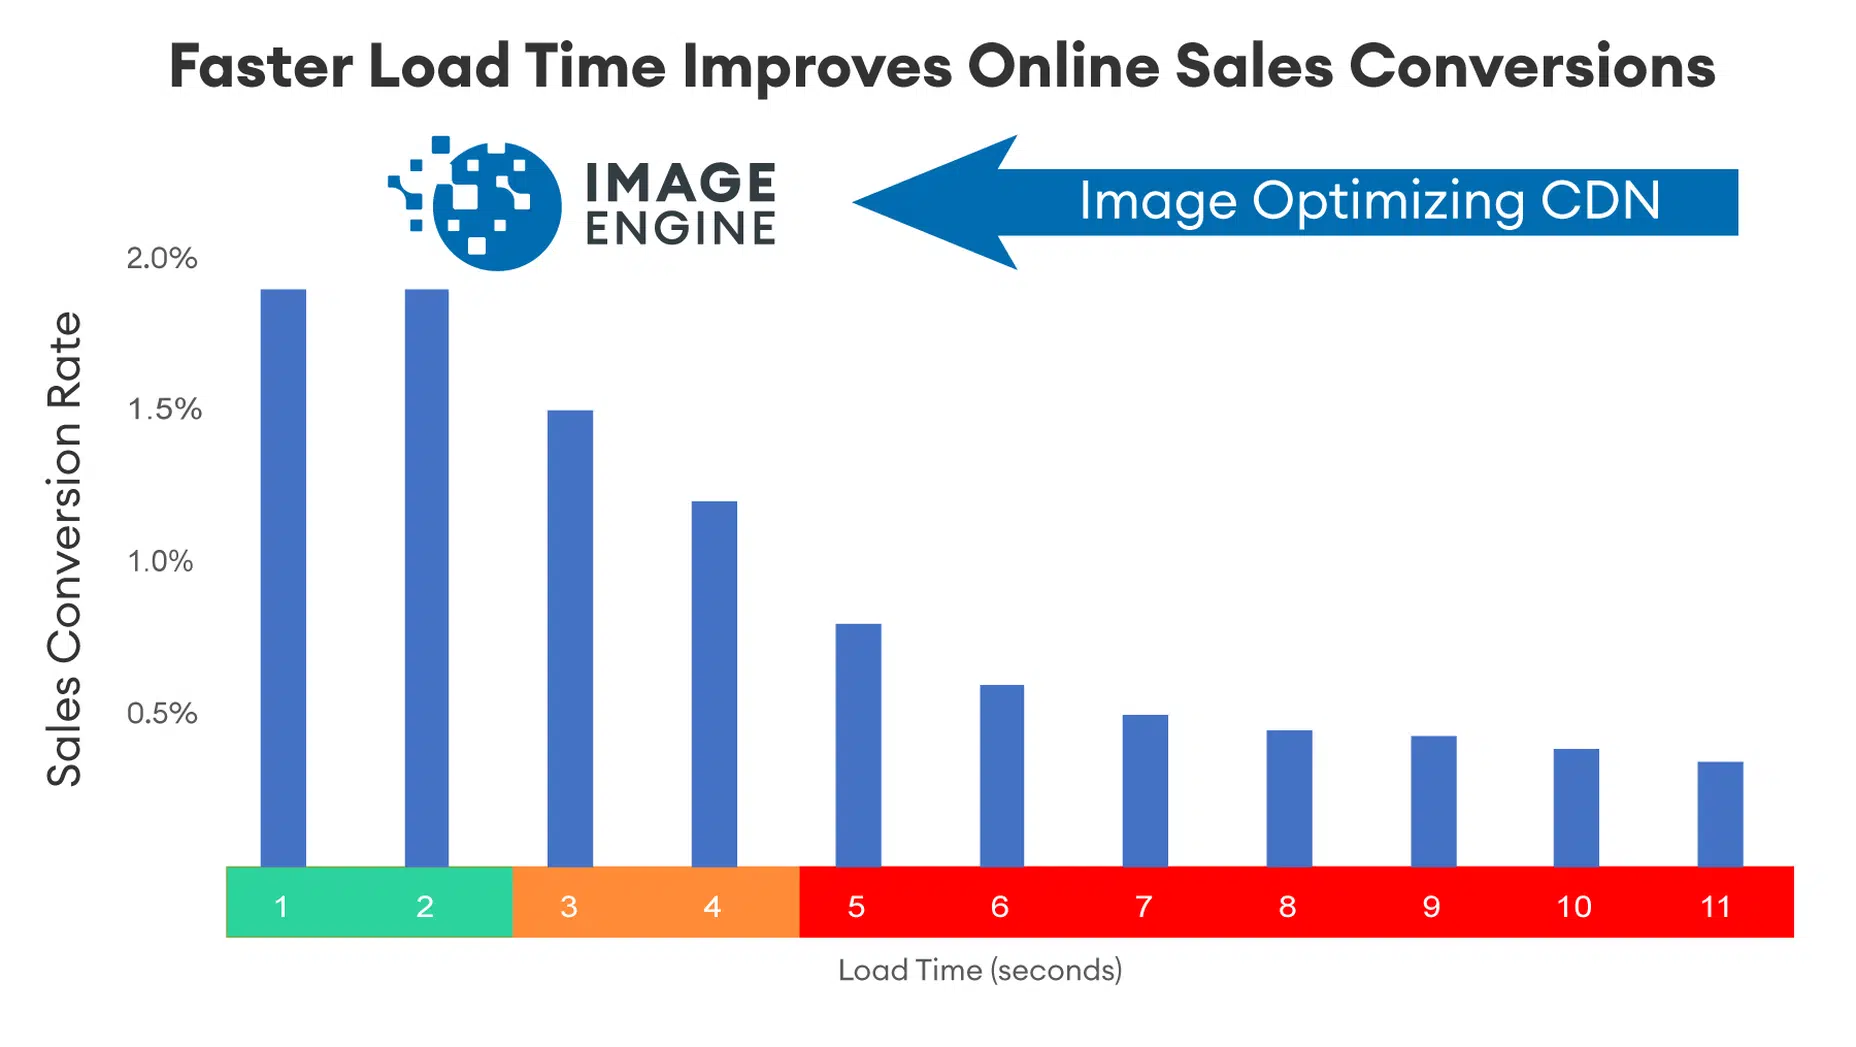 Faster Load Time Improves Online Sales Conversions
IMAGE
ENGINE
Image Optimizing CDN
2.0%
1.5%
1.0%
0.5%
Sales Conversion Rate
1 2 3 4 5 6 7 8 9 10 11
Load Time (seconds)